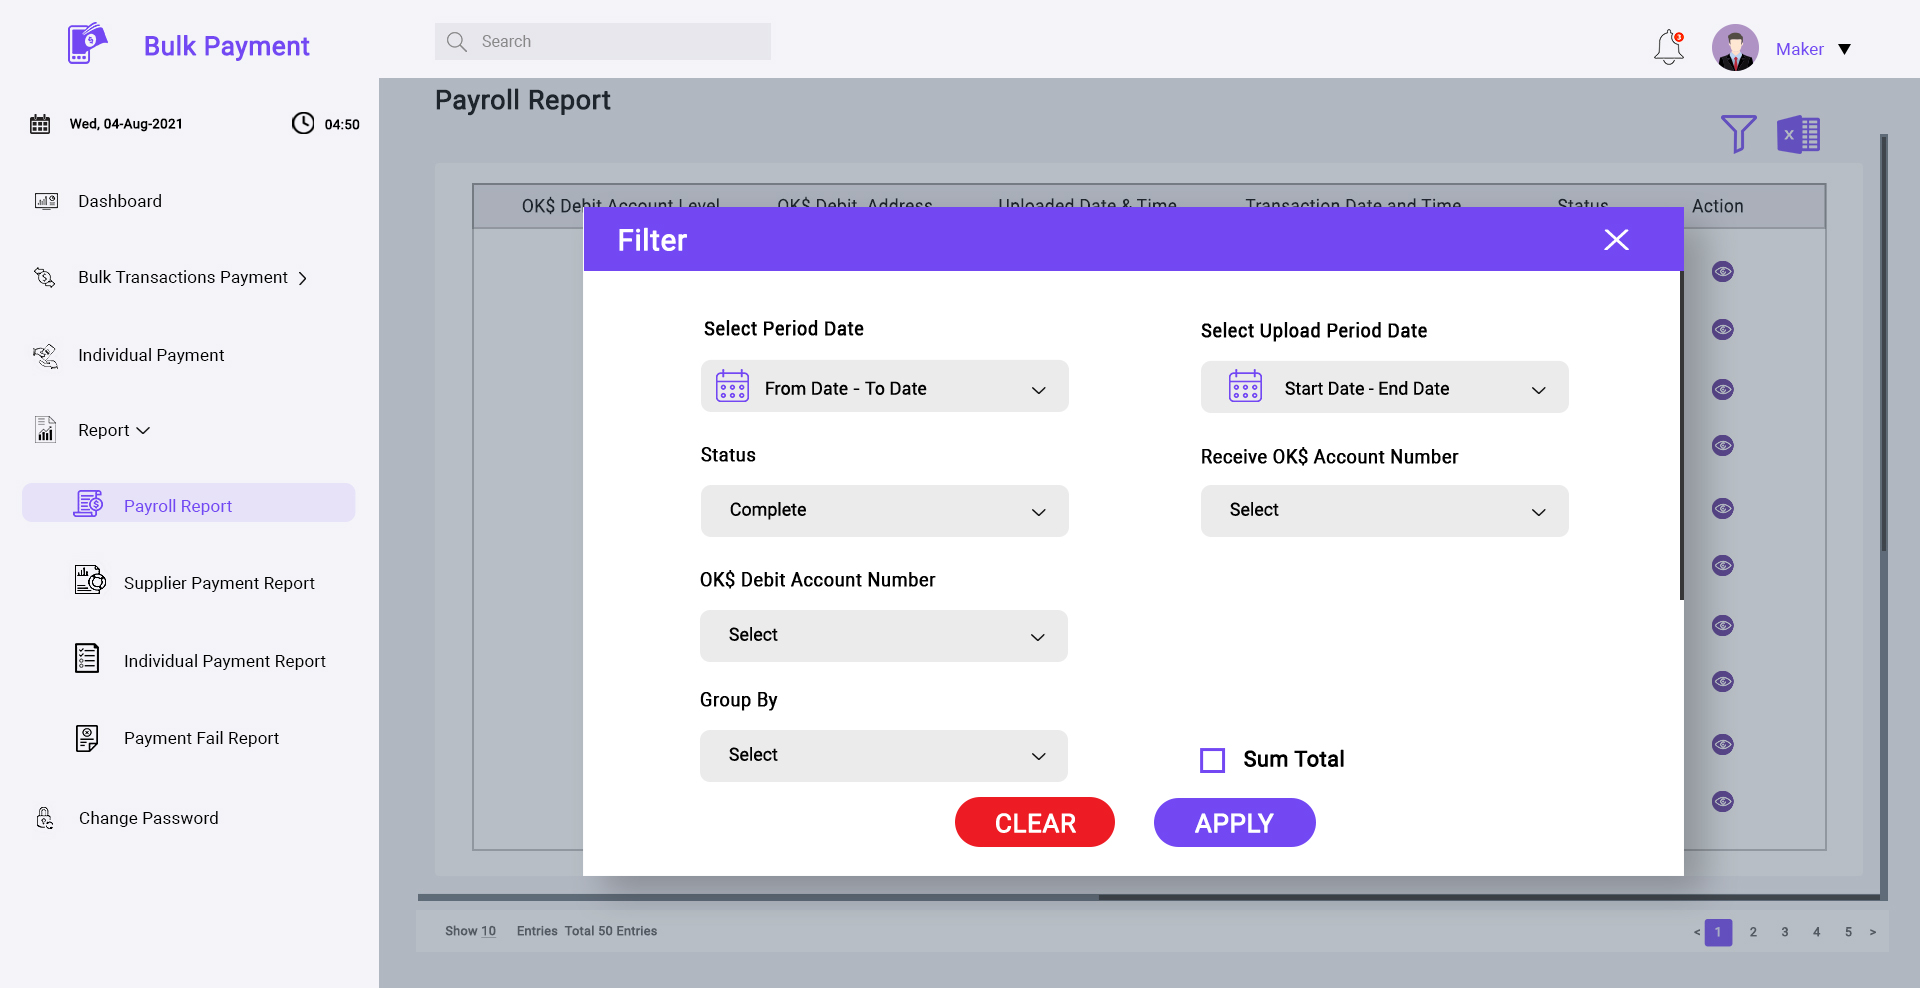 Bulk Payment
Search
3
Maker
Wed, 04-Aug-2021
04:50
Dashboard
Bulk Transactions Payment
Individual Payment
Report
Payroll Report
Supplier Payment Report
Individual Payment Report
Payment Fail Report
Change Password
Payroll Report
X
OK$ Debit Account Level
OK$ Debit Address
Uploaded Date & Time
Transaction Date and Time
Status
Action
Filter
Select Period Date
Select Upload Period Date
From Date - To Date
Start Date - End Date
Status
Receive OK$ Account Number
Complete
Select
OK$ Debit Account Number
Select
Group By
Select
Sum Total
CLEAR
APPLY
Show 10 Entries Total 50 Entries
< 1 2 3 4 5 >